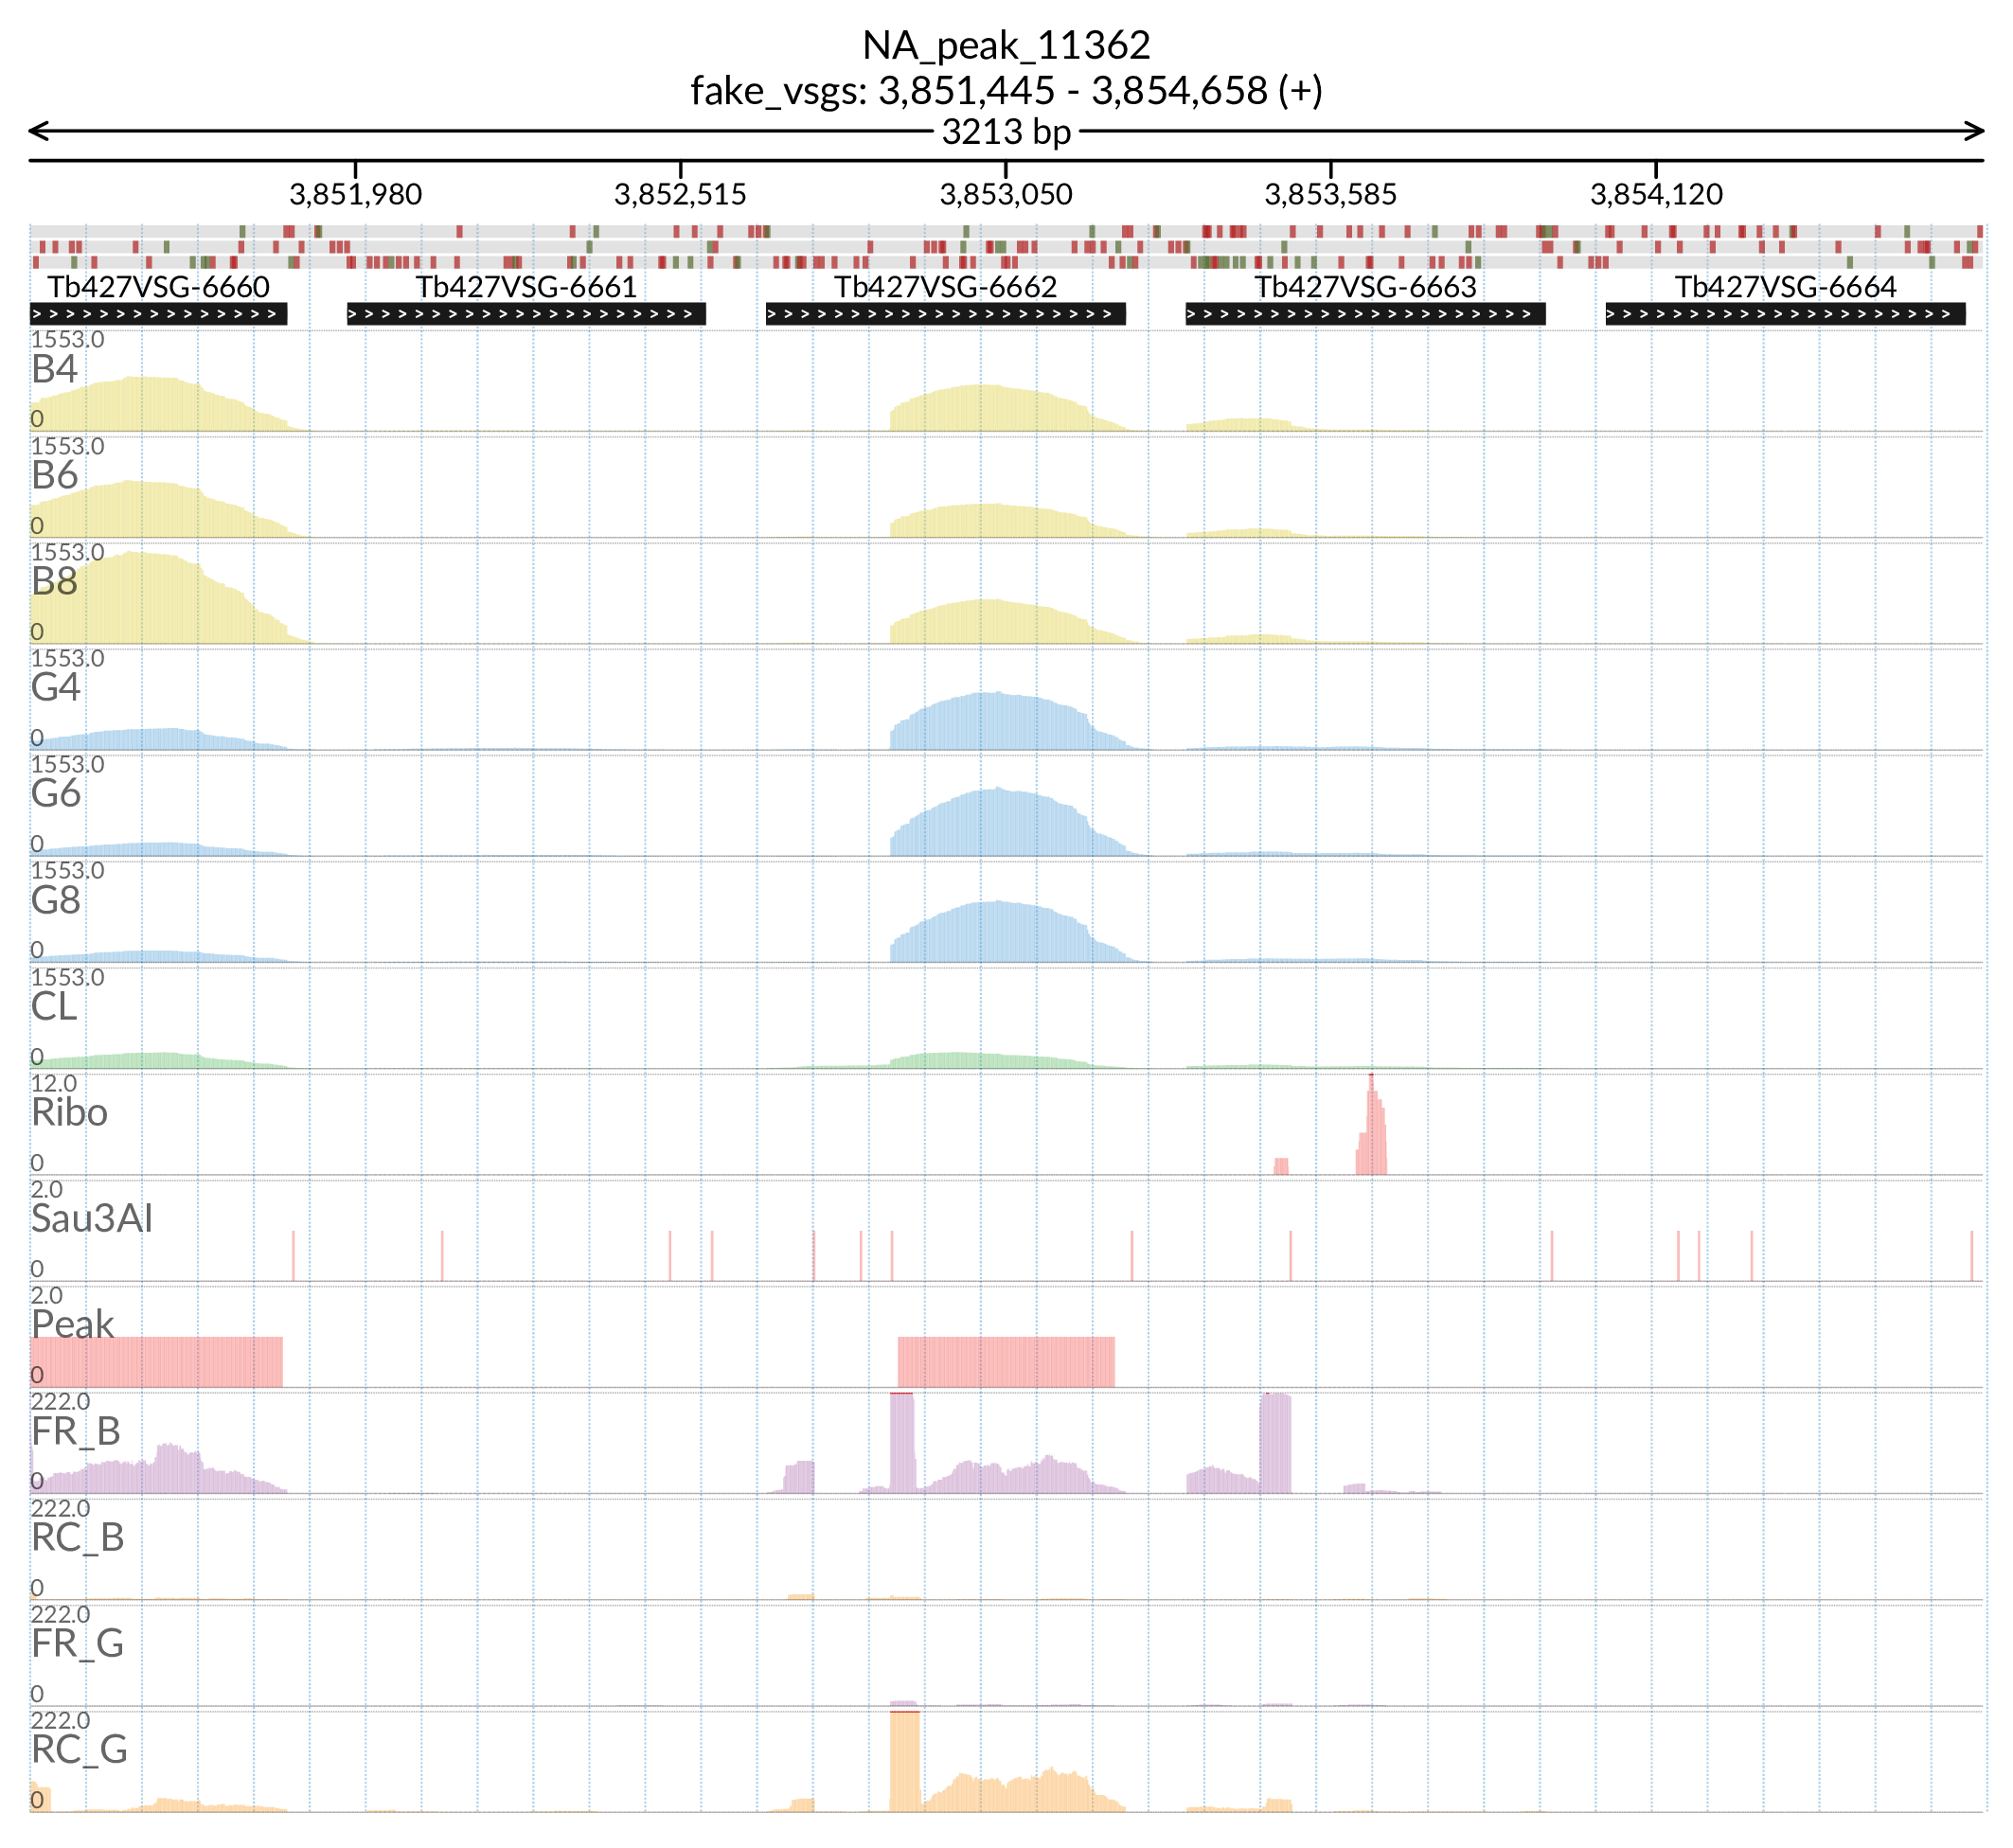 NA_peak_11362
fake_vsgs: 3,851,445 - 3,854,658 (+)
3213 bp
3,851,980 3,852,515 3,853,050 3,853,585 3,854,120
Tb427VSG-6660 Tb427VSG-6661 Tb427VSG-6662 Tb427VSG-6663 Tb427VSG-6664
1553.0
B4
0
1553.0
B6
0
1553.0
B8
0
1553.0
G4
0
1553.0
G6
0
1553.0
G8
0
1553.0
CL
0
12.0
Ribo
0
2.0
Sau3AI
0
2.0
Peak
0
222.0
FR_B
0
222.0
RC_B
0
222.0
FR_G
0
222.0
RC_G
0